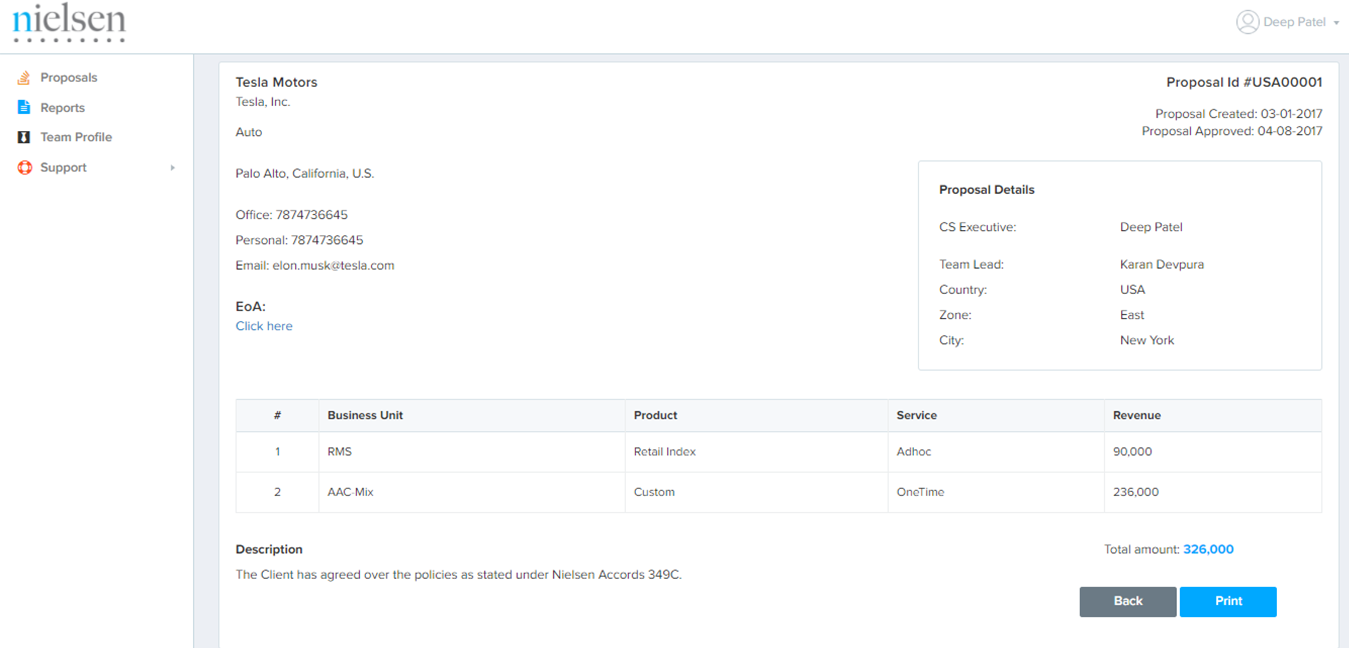 nielsen
Deep Patel
Proposals
Reports
Team Profile
Support
Tesla Motors
Tesla, Inc.
Auto
Palo Alto, California, U.S.
Office: 7874736645
Personal: 7874736645
Email: elon.musk@tesla.com
EoA:
Click here
Proposal Id #USA00001
Proposal Created: 03-01-2017
Proposal Approved: 04-08-2017
Proposal Details
CS Executive: Deep Patel
Team Lead: Karan Devpura
Country: USA
Zone: East
City: New York
# Business Unit Product Service Revenue
1 RMS Retail Index Adhoc 90,000
2 AAC-Mix Custom OneTime 236,000
Description
The Client has agreed over the policies as stated under Nielsen Accords 349C.
Total amount: 326,000
Back Print